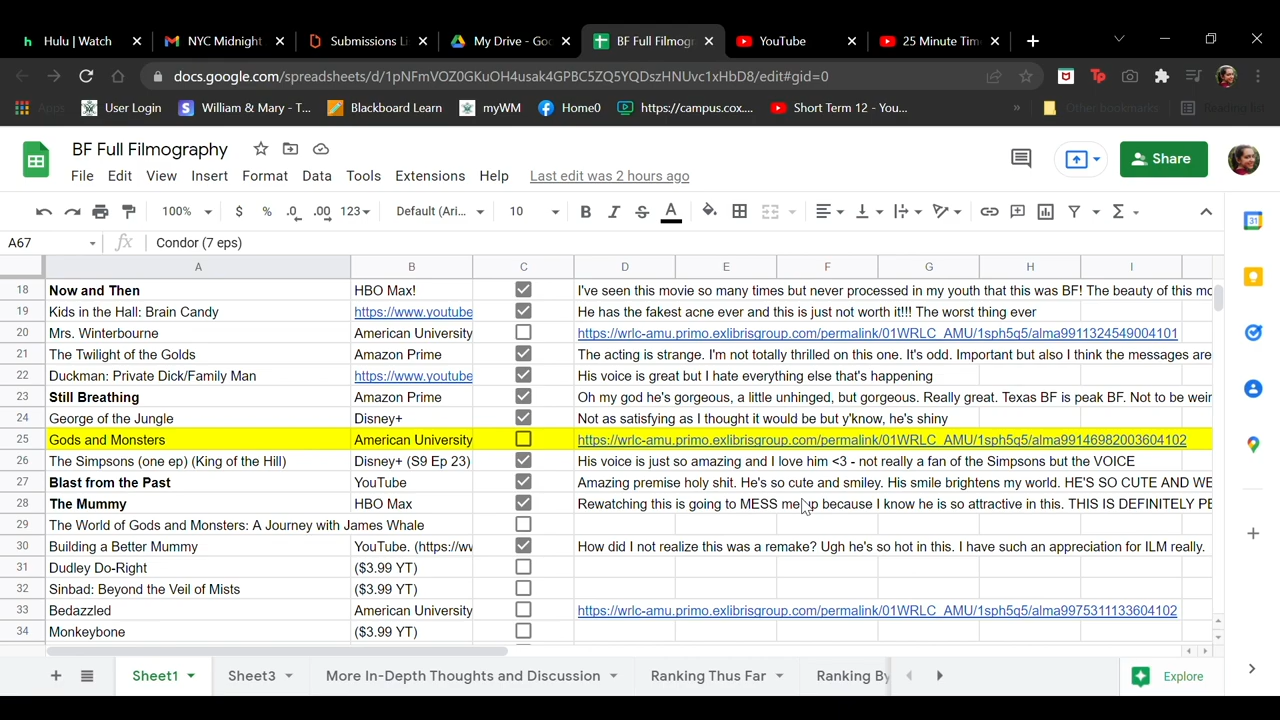 Hulu | Watch
NYC Midnight
Submissions Li
My Drive - Goo
BF Full Filmogr
YouTube
25 Minute Tim
docs.google.com/spreadsheets/d/1pNFmVOZ0GKuOH4usak4GPBC5ZQ5YQDszHNUvc1xHbD8/edit#gid=0
Apps User Login William & Mary - T... Blackboard Learn myWM Home0 https://campus.cox.... Short Term 12 - You... » Other bookmarks Reading list
BF Full Filmography
File Edit View Insert Format Data Tools Extensions Help Last edit was 2 hours ago
Share
100% $ % .0 .00 123 Default (Ari... 10 B I S A
A67 fx Condor (7 eps)
A B C D E F G H I
18 Now and Then HBO Max! I've seen this movie so many times but never processed in my youth that this was BF! The beauty of this mo
19 Kids in the Hall: Brain Candy https://www.youtube He has the fakest acne ever and this is just not worth it!!! The worst thing ever
20 Mrs. Winterbourne American University https://wrlc-amu.primo.exlibrisgroup.com/permalink/01WRLC_AMU/1sph5q5/alma9911324549004101
21 The Twilight of the Golds Amazon Prime The acting is strange. I'm not totally thrilled on this one. It's odd. Important but also I think the messages are
22 Duckman: Private Dick/Family Man https://www.youtube His voice is great but I hate everything else that's happening
23 Still Breathing Amazon Prime Oh my god he's gorgeous, a little unhinged, but gorgeous. Really great. Texas BF is peak BF. Not to be weir
24 George of the Jungle Disney+ Not as satisfying as I thought it would be but y'know, he's shiny
25 Gods and Monsters American University https://wrlc-amu.primo.exlibrisgroup.com/permalink/01WRLC_AMU/1sph5q5/alma99146982003604102
26 The Simpsons (one ep) (King of the Hill) Disney+ (S9 Ep 23) His voice is just so amazing and I love him <3 - not really a fan of the Simpsons but the VOICE
27 Blast from the Past YouTube Amazing premise holy shit. He's so cute and smiley. His smile brightens my world. HE'S SO CUTE AND WE
28 The Mummy HBO Max Rewatching this is going to MESS me up because I know he is so attractive in this. THIS IS DEFINITELY PE
29 The World of Gods and Monsters: A Journey with James Whale
30 Building a Better Mummy YouTube. (https://ww How did I not realize this was a remake? Ugh he's so hot in this. I have such an appreciation for ILM really.
31 Dudley Do-Right ($3.99 YT)
32 Sinbad: Beyond the Veil of Mists ($3.99 YT)
33 Bedazzled American University https://wrlc-amu.primo.exlibrisgroup.com/permalink/01WRLC_AMU/1sph5q5/alma9975311133604102
34 Monkeybone ($3.99 YT)
Sheet1 Sheet3 More In-Depth Thoughts and Discussion Ranking Thus Far Ranking By Explore